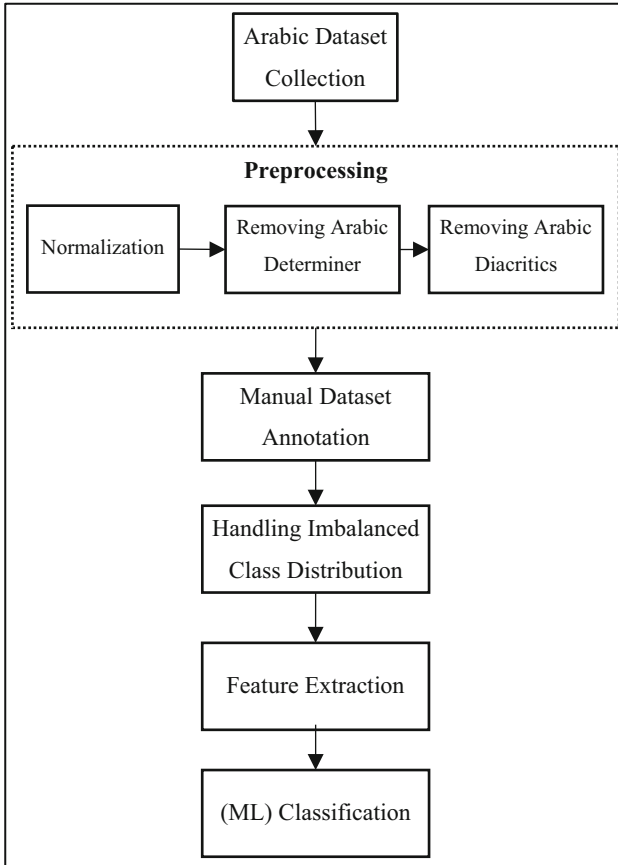 Arabic Dataset
Collection
Preprocessing
Normalization
Removing Arabic
Determiner
Removing Arabic
Diacritics
Manual Dataset
Annotation
Handling Imbalanced
Class Distribution
Feature Extraction
(ML) Classification